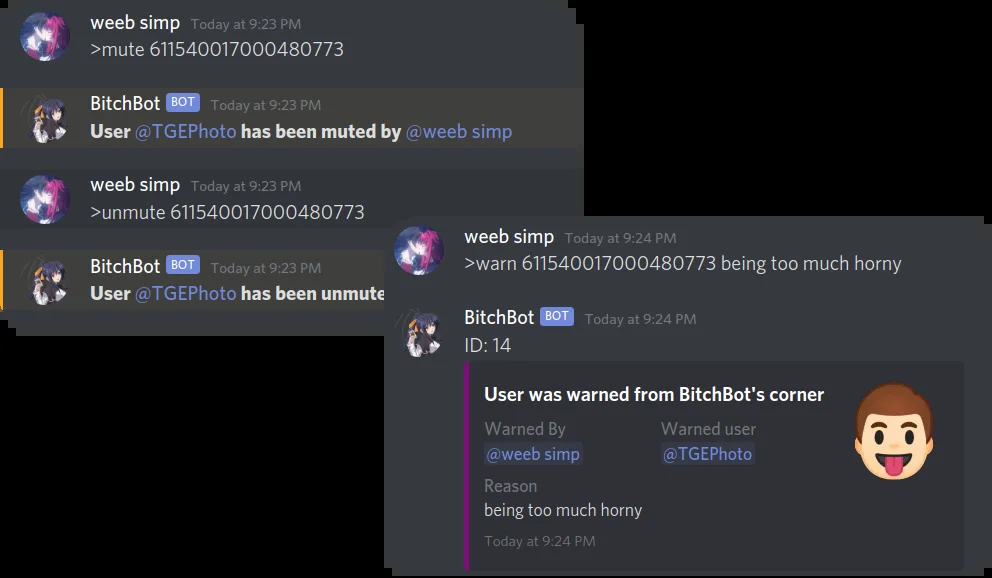 weeb simp Today at 9:23 PM
>mute 611540017000480773
BitchBot BOT Today at 9:23 PM
User @TGEPhoto has been muted by @weeb simp
weeb simp Today at 9:23 PM
>unmute 611540017000480773
BitchBot BOT Today at 9:23 PM
User @TGEPhoto has been unmute
weeb simp Today at 9:24 PM
>warn 611540017000480773 being too much horny
BitchBot BOT Today at 9:24 PM
ID: 14
User was warned from BitchBot's corner
Warned By Warned user
@weeb simp @TGEPhoto
Reason
being too much horny
Today at 9:24 PM